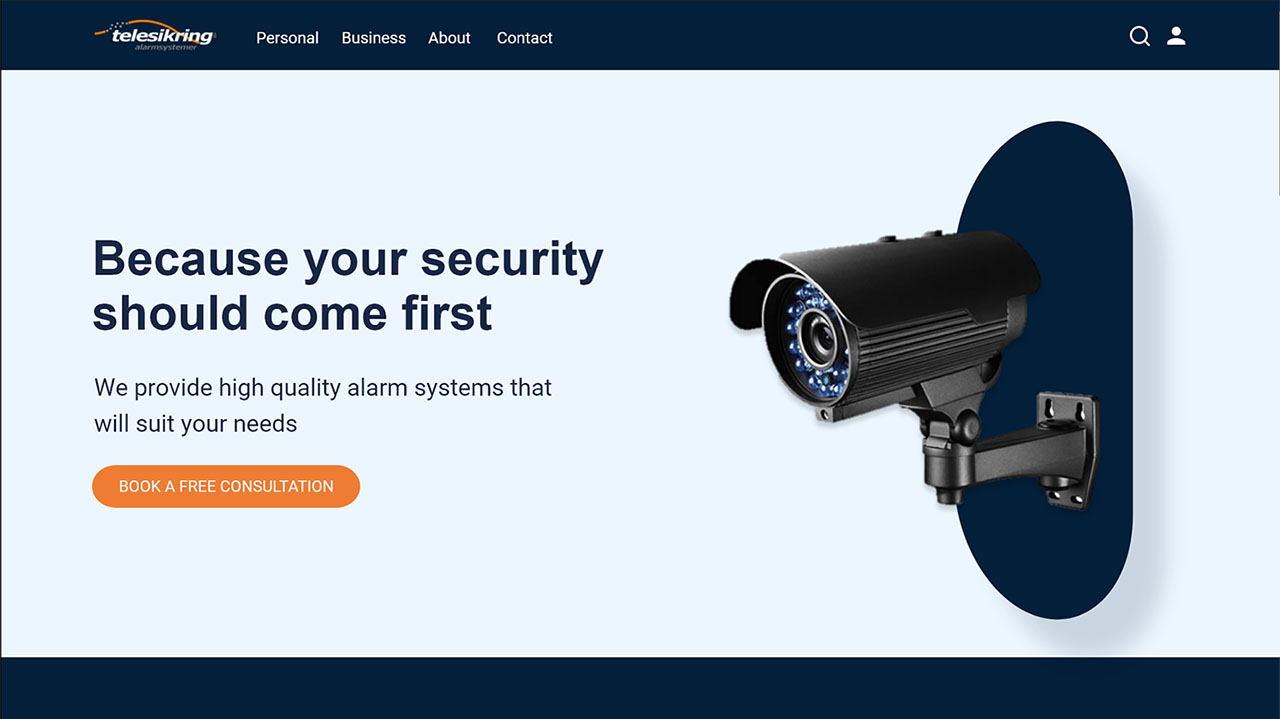 telesikring
alarmsystemer
Personal
Business
About
Contact
Because your security
should come first
We provide high quality alarm systems that
will suit your needs
BOOK A FREE CONSULTATION